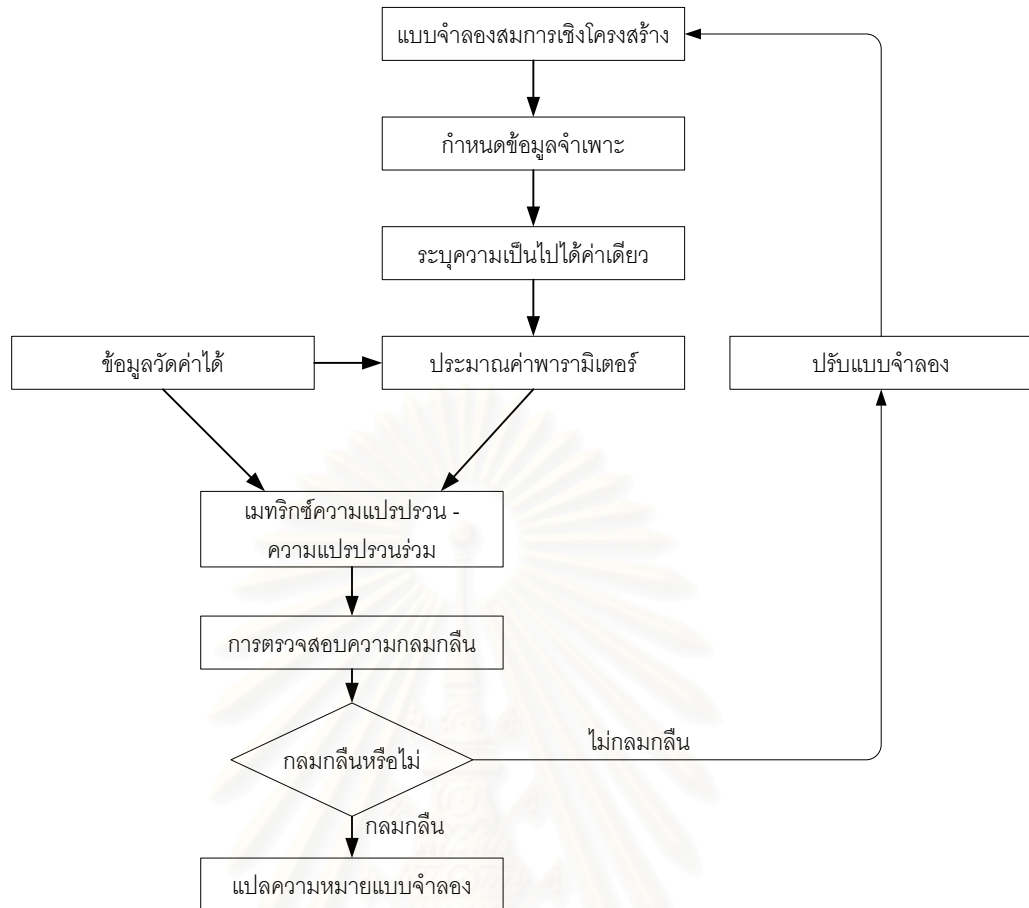 แบบจำลองสมการเชิงโครงสร้าง
กำหนดข้อมูลจำเพาะ
ระบุความเป็นไปได้ค่าเดียว
ข้อมูลวัดค่าได้
ประมาณค่าพารามิเตอร์
ปรับแบบจำลอง
เมทริกซ์ความแปรปรวน -
ความแปรปรวนร่วม
การตรวจสอบความกลมกลืน
กลมกลืนหรือไม่
ไม่กลมกลืน
กลมกลืน
แปลความหมายแบบจำลอง